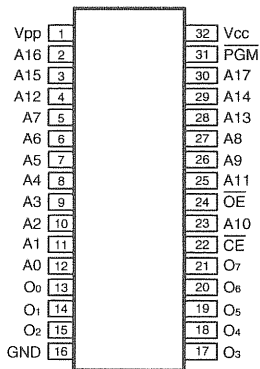 Vpp 1 32 Vcc
A16 2 31 P̅G̅M̅
A15 3 30 A17
A12 4 29 A14
A7 5 28 A13
A6 6 27 A8
A5 7 26 A9
A4 8 25 A11
A3 9 24 O̅E̅
A2 10 23 A10
A1 11 22 C̅E̅
A0 12 21 O₇
O₀ 13 20 O₆
O₁ 14 19 O₅
O₂ 15 18 O₄
GND 16 17 O₃